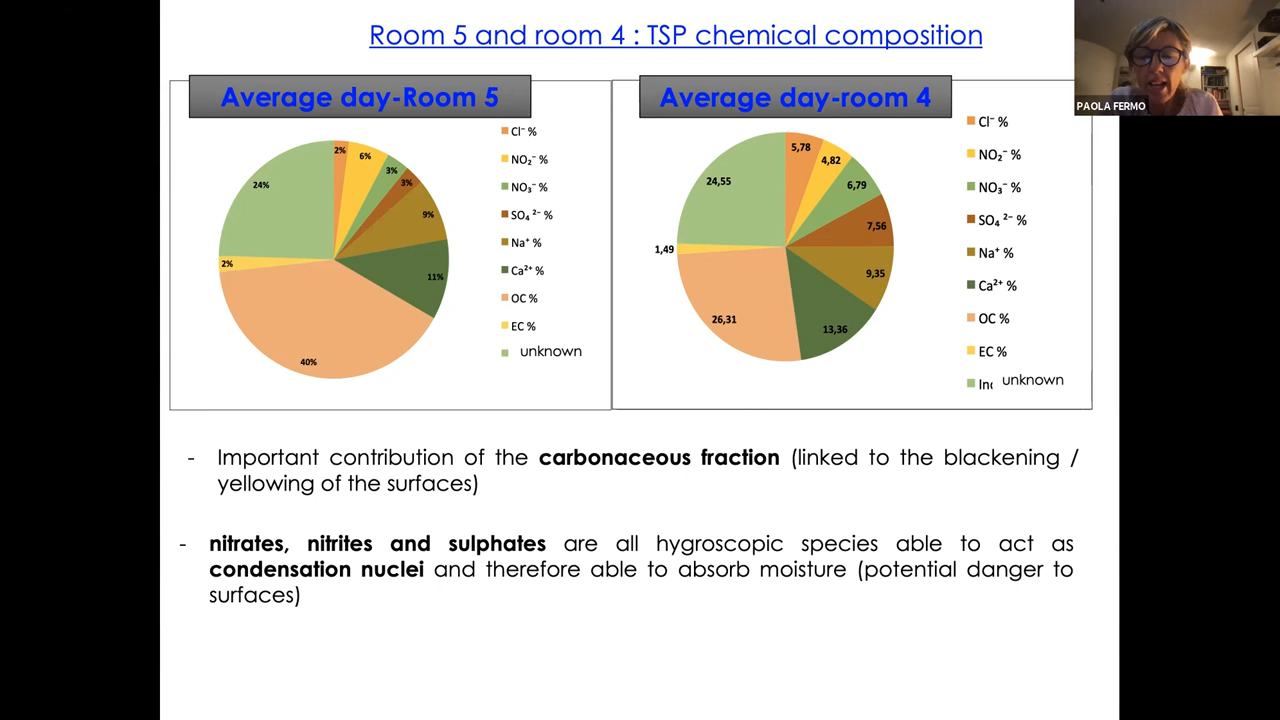 Room 5 and room 4 : TSP chemical composition
PAOLA FERMO
Average day-Room 5
2%
6%
3%
3%
9%
11%
40%
2%
24%
Cl⁻ %
NO₂⁻ %
NO₃⁻ %
SO₄ ²⁻ %
Na⁺ %
Ca²⁺ %
OC %
EC %
unknown
Average day-room 4
5,78
4,82
6,79
7,56
9,35
13,36
26,31
1,49
24,55
Cl⁻ %
NO₂⁻ %
NO₃⁻ %
SO₄ ²⁻ %
Na⁺ %
Ca²⁺ %
OC %
EC %
unknown
- Important contribution of the carbonaceous fraction (linked to the blackening /
yellowing of the surfaces)
- nitrates, nitrites and sulphates are all hygroscopic species able to act as
condensation nuclei and therefore able to absorb moisture (potential danger to
surfaces)